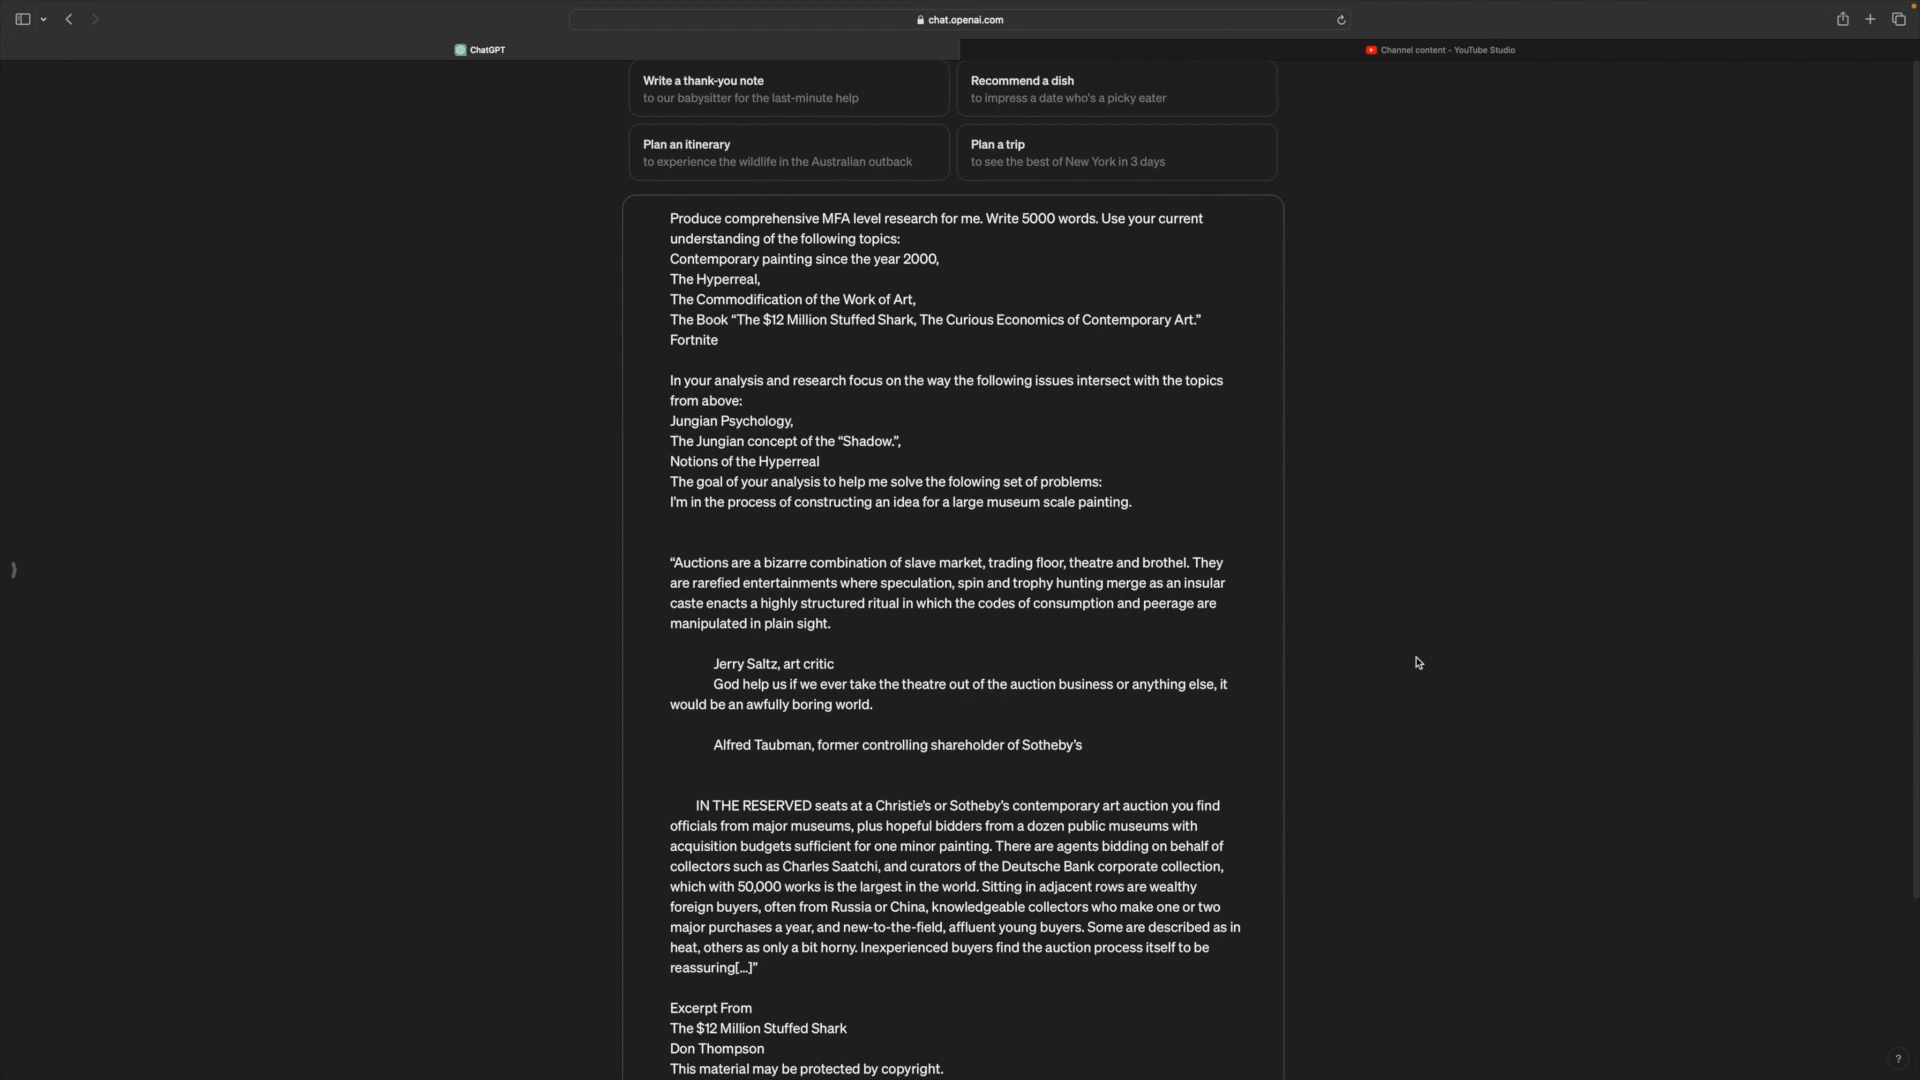 chat.openai.com
ChatGPT
Channel content - YouTube Studio
Write a thank-you note
to our babysitter for the last-minute help
Recommend a dish
to impress a date who's a picky eater
Plan an itinerary
to experience the wildlife in the Australian outback
Plan a trip
to see the best of New York in 3 days
Produce comprehensive MFA level research for me. Write 5000 words. Use your current
understanding of the following topics:
Contemporary painting since the year 2000,
The Hyperreal,
The Commodification of the Work of Art,
The Book “The $12 Million Stuffed Shark, The Curious Economics of Contemporary Art.”
Fortnite
In your analysis and research focus on the way the following issues intersect with the topics
from above:
Jungian Psychology,
The Jungian concept of the “Shadow.”,
Notions of the Hyperreal
The goal of your analysis to help me solve the folowing set of problems:
I’m in the process of constructing an idea for a large museum scale painting.
“Auctions are a bizarre combination of slave market, trading floor, theatre and brothel. They
are rarefied entertainments where speculation, spin and trophy hunting merge as an insular
caste enacts a highly structured ritual in which the codes of consumption and peerage are
manipulated in plain sight.
Jerry Saltz, art critic
God help us if we ever take the theatre out of the auction business or anything else, it
would be an awfully boring world.
Alfred Taubman, former controlling shareholder of Sotheby’s
IN THE RESERVED seats at a Christie’s or Sotheby’s contemporary art auction you find
officials from major museums, plus hopeful bidders from a dozen public museums with
acquisition budgets sufficient for one minor painting. There are agents bidding on behalf of
collectors such as Charles Saatchi, and curators of the Deutsche Bank corporate collection,
which with 50,000 works is the largest in the world. Sitting in adjacent rows are wealthy
foreign buyers, often from Russia or China, knowledgeable collectors who make one or two
major purchases a year, and new-to-the-field, affluent young buyers. Some are described as in
heat, others as only a bit horny. Inexperienced buyers find the auction process itself to be
reassuring[…]”
Excerpt From
The $12 Million Stuffed Shark
Don Thompson
This material may be protected by copyright.
?